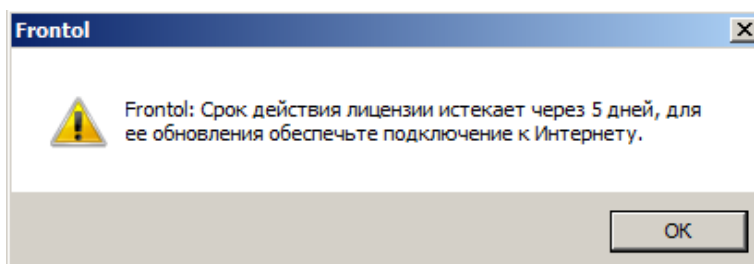 Frontol
Frontol: Срок действия лицензии истекает через 5 дней, для
ее обновления обеспечьте подключение к Интернету.
OK